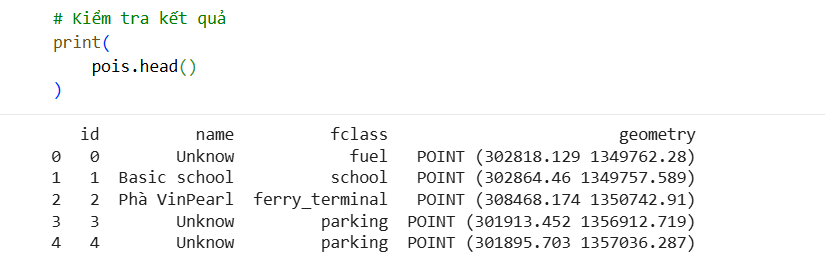 # Kiểm tra kết quả
print(
    pois.head()
)
   id          name          fclass                        geometry
0   0        Unknow            fuel   POINT (302818.129 1349762.28)
1   1  Basic school          school   POINT (302864.46 1349757.589)
2   2  Phà VinPearl  ferry_terminal   POINT (308468.174 1350742.91)
3   3        Unknow         parking  POINT (301913.452 1356912.719)
4   4        Unknow         parking  POINT (301895.703 1357036.287)